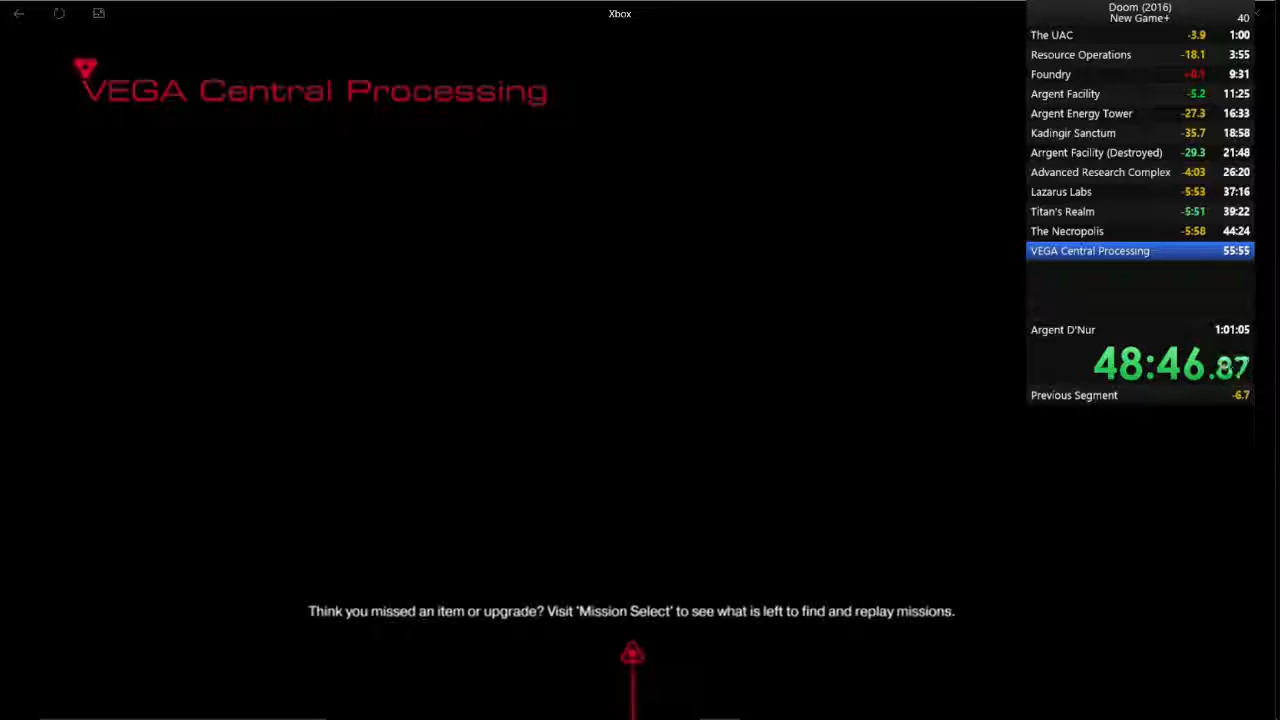 Xbox
Doom (2016)
New Game+ 40
The UAC -3.9 1:00
VEGA Central Processing
Resource Operations -18.1 3:55
Foundry +0.1 9:31
Argent Facility -5.2 11:25
Argent Energy Tower -27.3 16:33
Kadingir Sanctum -35.7 18:58
Arrgent Facility (Destroyed) -29.3 21:48
Advanced Research Complex -4:03 26:20
Lazarus Labs -5:53 37:16
Titan's Realm -5:51 39:22
The Necropolis -5:58 44:24
VEGA Central Processing 55:55
Argent D'Nur 1:01:05
48:46.87
Previous Segment -6.7
Think you missed an item or upgrade? Visit 'Mission Select' to see what is left to find and replay missions.